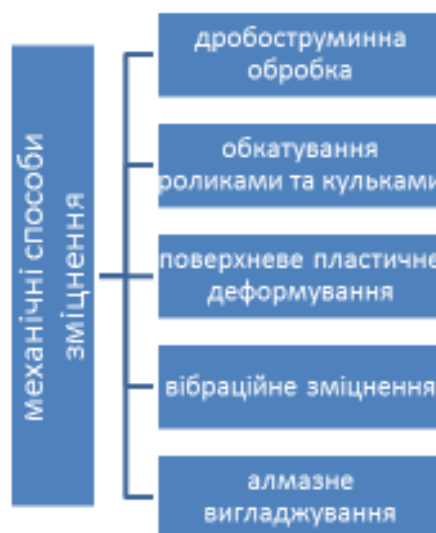 механічні способи
зміцнення
дробоструминна
обробка
обкатування
роликами та кульками
поверхневе пластичне
деформування
вібраційне зміцнення
алмазне
вигладжування